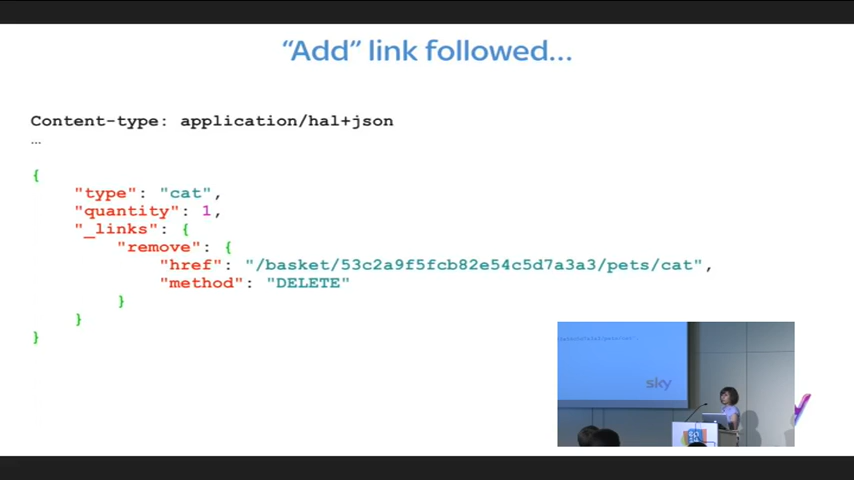 “Add” link followed...
Content-type: application/hal+json
...
{
"type": "cat",
"quantity": 1,
"_links": {
"remove": {
"href": "/basket/53c2a9f5fcb82e54c5d7a3a3/pets/cat",
"method": "DELETE"
}
}
}
sky